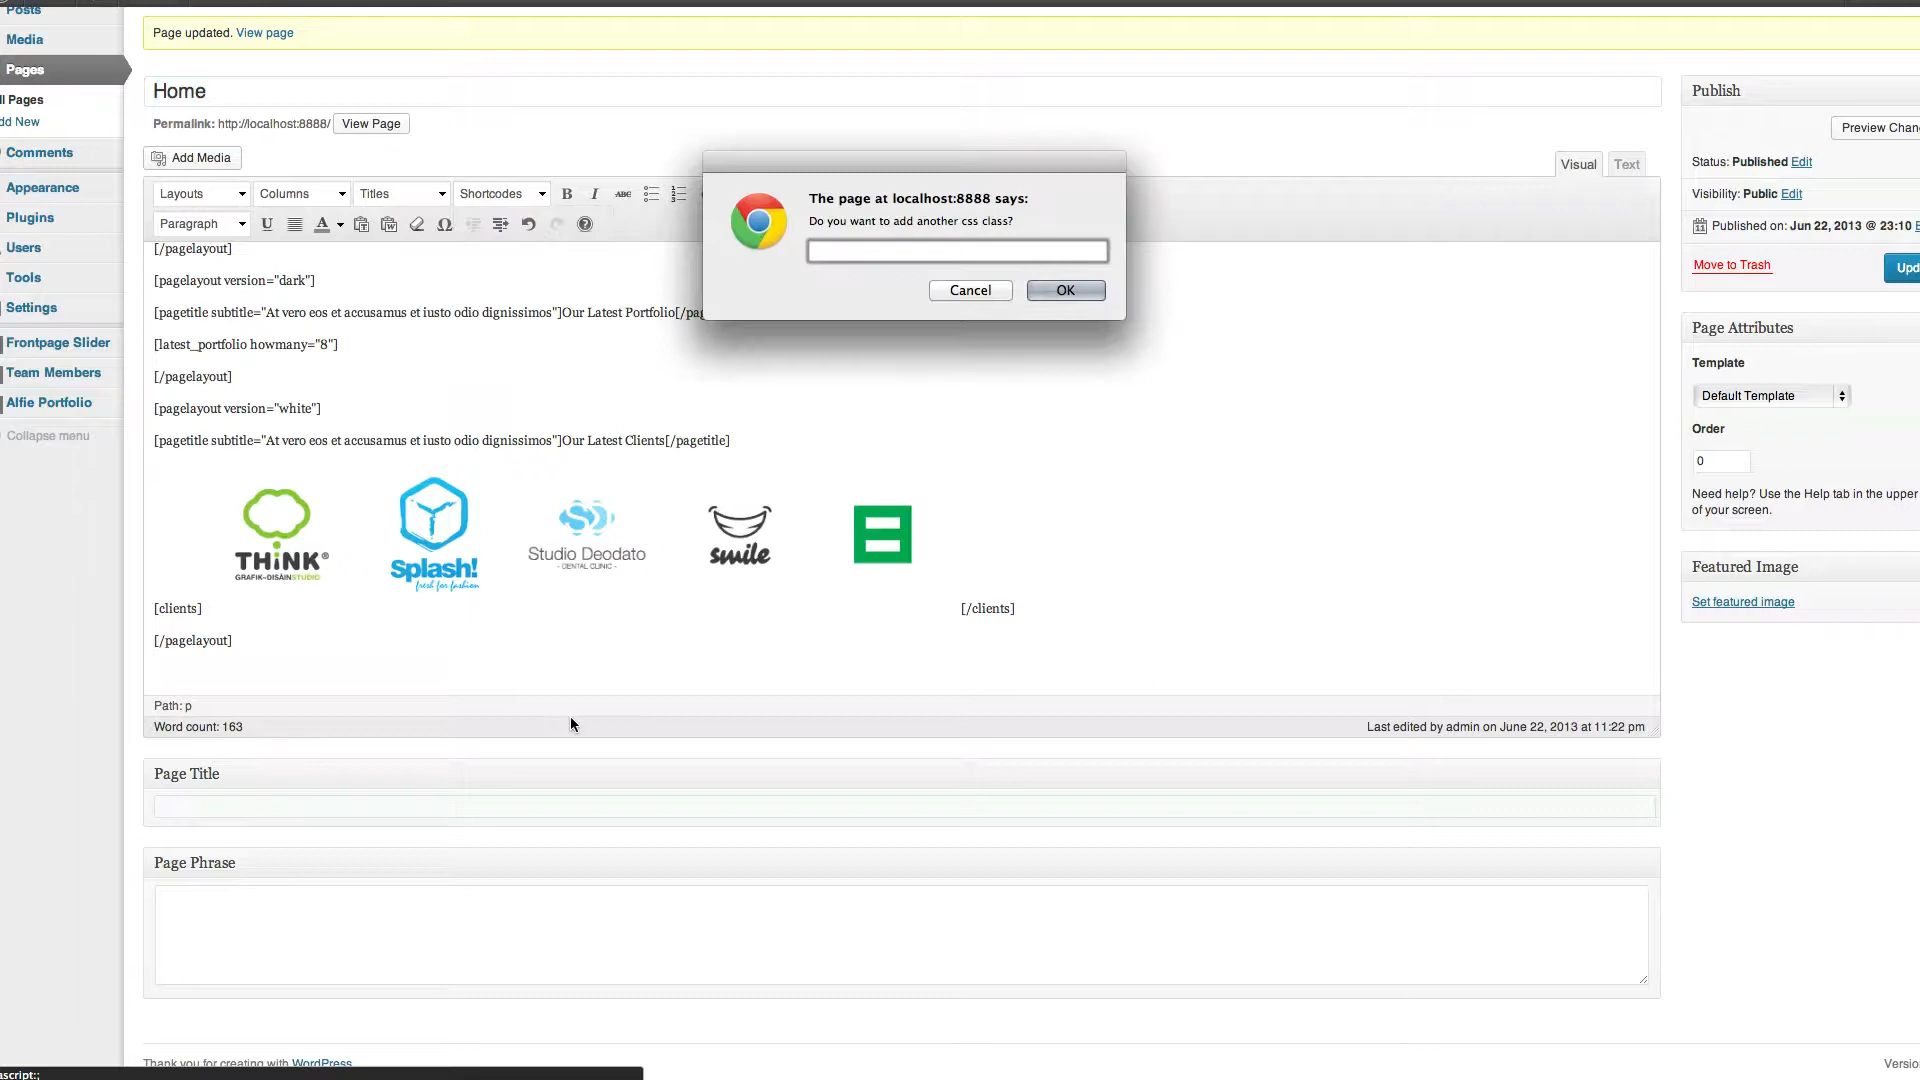 Posts
Media
Pages
ll Pages
dd New
Comments
Appearance
Plugins
Users
Tools
Settings
Frontpage Slider
Team Members
Alfie Portfolio
Collapse menu
Page updated. View page
Home
Permalink: http://localhost:8888/ View Page
Add Media
Visual Text
Layouts Columns Titles Shortcodes B I ABC
Paragraph U A Ω
The page at localhost:8888 says:
Do you want to add another css class?
Cancel OK
[/pagelayout]
[pagelayout version="dark"]
[pagetitle subtitle="At vero eos et accusamus et iusto odio dignissimos"]Our Latest Portfolio[/pag
[latest_portfolio howmany="8"]
[/pagelayout]
[pagelayout version="white"]
[pagetitle subtitle="At vero eos et accusamus et iusto odio dignissimos"]Our Latest Clients[/pagetitle]
THiNK®
GRAFIK-DISAINSTUDIO
Splash!
fresh for fashion
Studio Deodato
- DENTAL CLINIC -
smile
[clients] [/clients]
[/pagelayout]
Path: p
Word count: 163
Last edited by admin on June 22, 2013 at 11:22 pm
Page Title
Page Phrase
Thank you for creating with WordPress
ascript:;
Publish
Preview Chan
Status: Published Edit
Visibility: Public Edit
Published on: Jun 22, 2013 @ 23:10 E
Move to Trash
Upd
Page Attributes
Template
Default Template
Order
0
Need help? Use the Help tab in the upper
of your screen.
Featured Image
Set featured image
Versio